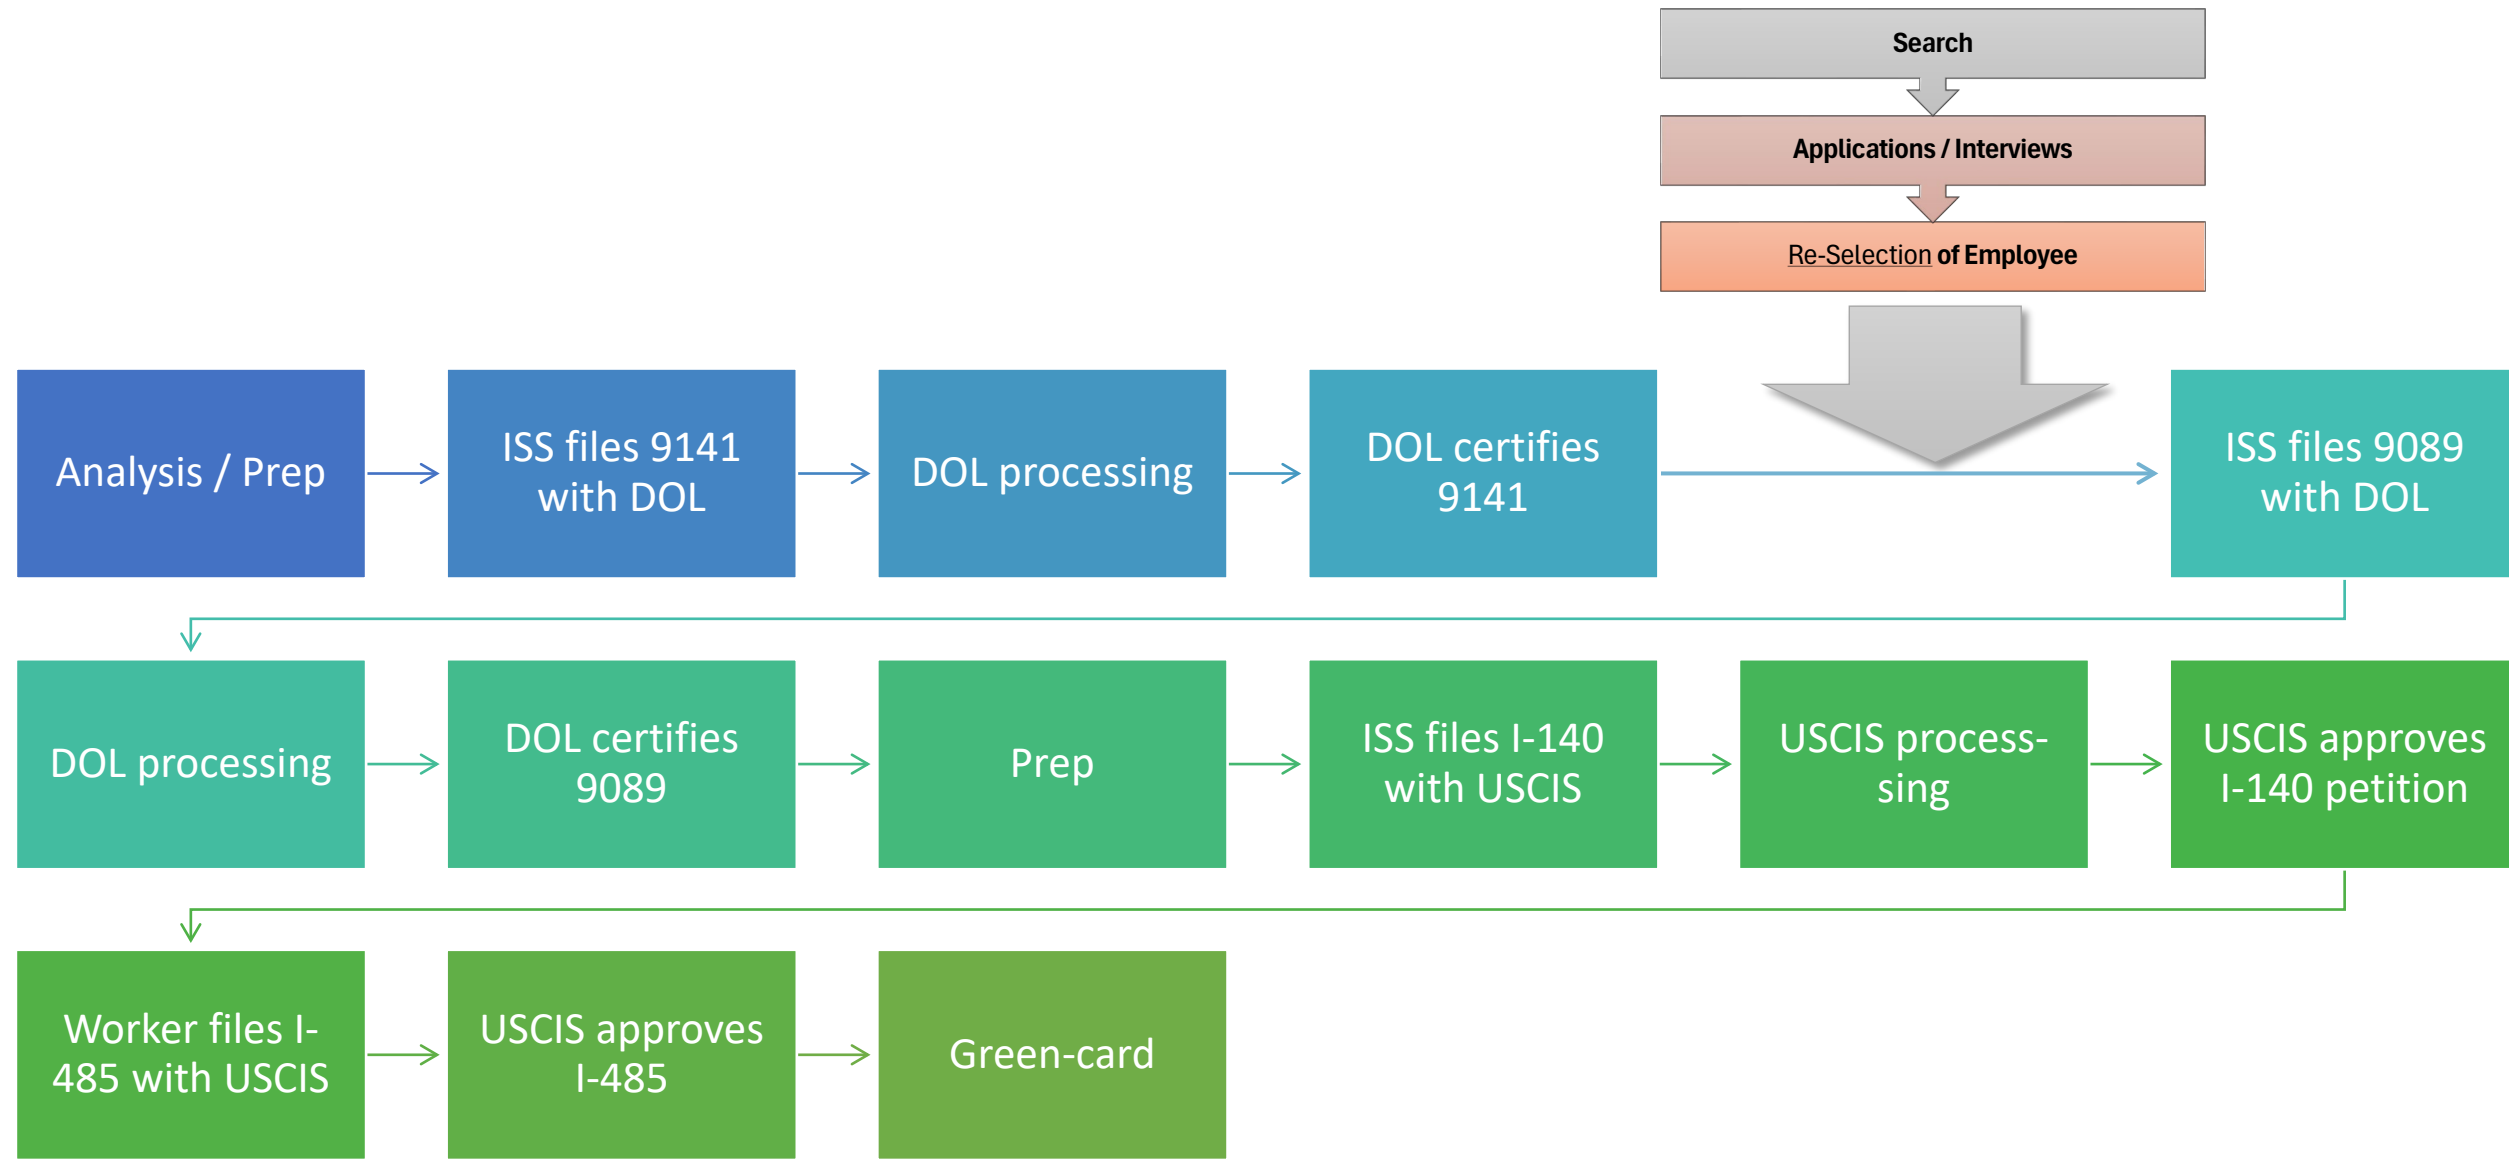 Search
Applications / Interviews
Re-Selection of Employee
Analysis / Prep
ISS files 9141
with DOL
DOL processing
DOL certifies
9141
ISS files 9089
with DOL
DOL processing
DOL certifies
9089
Prep
ISS files I-140
with USCIS
USCIS process-
sing
USCIS approves
I-140 petition
Worker files I-
485 with USCIS
USCIS approves
I-485
Green-card